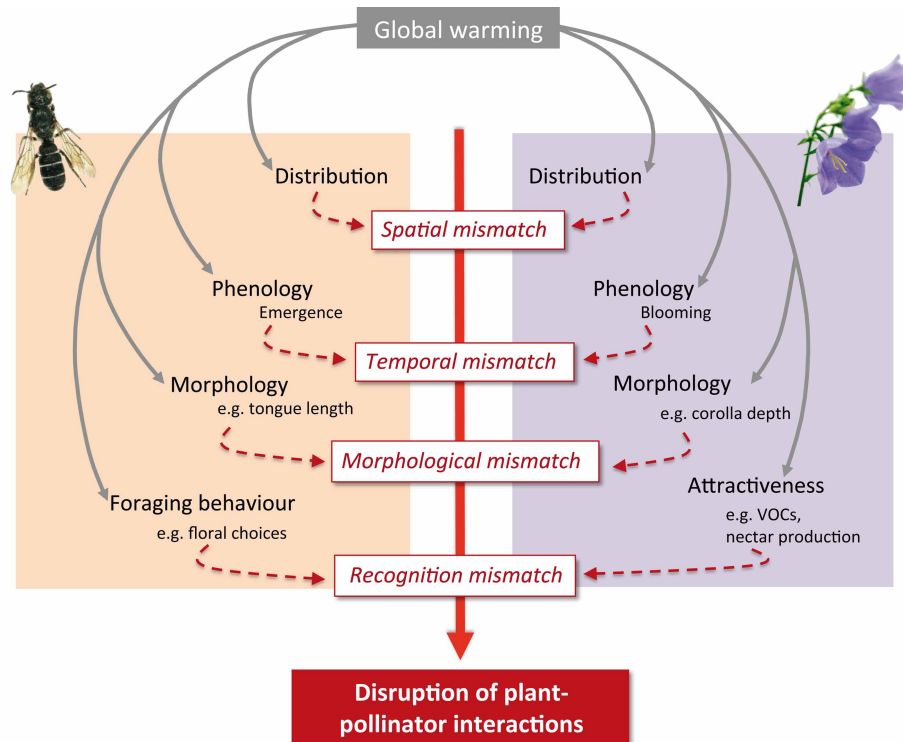 Global warming
Distribution
Distribution
Spatial mismatch
Phenology
Emergence
Phenology
Blooming
Temporal mismatch
Morphology
e.g. tongue length
Morphology
e.g. corolla depth
Morphological mismatch
Foraging behaviour
e.g. floral choices
Attractiveness
e.g. VOCs,
nectar production
Recognition mismatch
Disruption of plant-
pollinator interactions